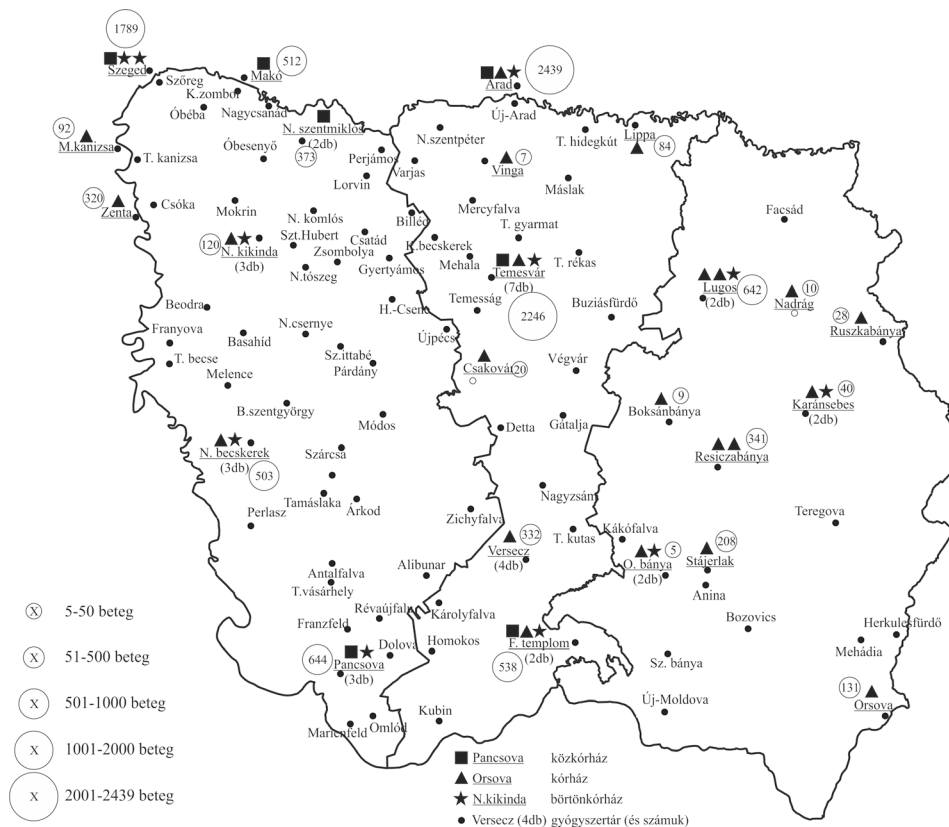 1789
Szeged
Szőreg
512
Makó
K.zombor
Óbéba
Nagycsanád
N. szentmiklós
(2db)
373
2439
Arad
Új-Arad
N.szentpéter
T. hidegkút
Lippa
84
92
M.kanizsa
T. kanizsa
Óbesenyő
Perjámos
Lorvin
Varjas
Vinga
7
Máslak
320
Zenta
Csóka
Mokrin
N. komlós
Billéd
Mercyfalva
T. gyarmat
Facsád
120
N. kikinda
(3db)
Szt.Hubert
Csatád
Zsombolya
N.tószeg
Gyertyámos
K.becskerek
Mehala
Temesvár
(7db)
2246
T. rékas
Lugos
(2db)
642
10
Nadrág
Temesság
Buziásfürdő
28
Ruszkabánya
Beodra
H.-Csenő
Franyova
Basahid
N.csernye
Újpécs
T. becse
Sz.ittabé
Párdány
Csakovár
20
Végvár
Melence
B.szentgyörgy
Módos
Detta
Gátalja
9
Boksánbánya
40
Karánsebes
(2db)
N. becskerek
(3db)
503
Szárcsa
341
Resiczabánya
Tamáslaka
Árkod
Nagyzsám
Perlasz
Zichyfalva
Teregova
332
Versecz
(4db)
T. kutas
Kákófalva
5
O. bánya
(2db)
208
Stájerlak
Anina
Antalfalva
T.vásárhely
Alibunar
Révaújfalu
Károlyfalva
Franzfeld
Dolova
Homokos
Bozovics
Herkulesfürdő
Mehádia
644
Pancsova
(3db)
F. templom
(2db)
538
Sz. bánya
131
Orsova
Marienfeld
Omlód
Kubin
Új-Moldova
x 5-50 beteg
x 51-500 beteg
x 501-1000 beteg
x 1001-2000 beteg
x 2001-2439 beteg
Pancsova közkórház
Orsova kórház
N.kikinda börtönkórház
Versecz (4db) gyógyszertár (és számuk)